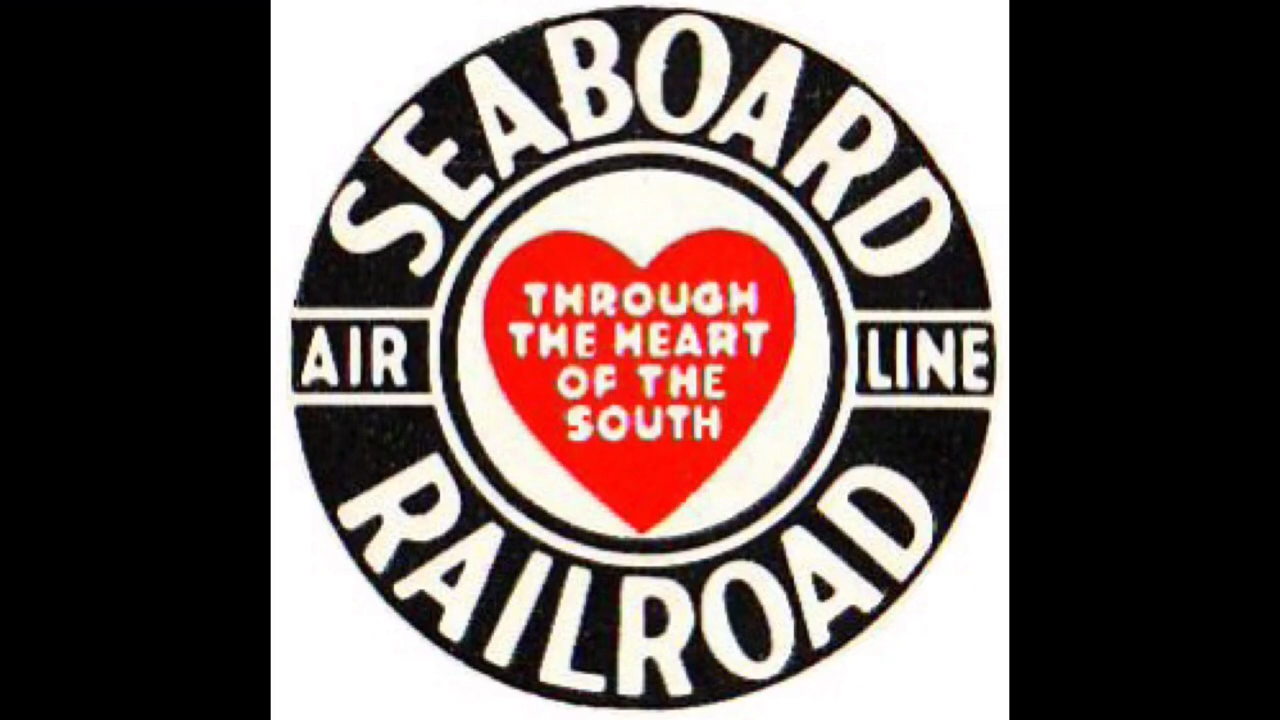 SEABOARD
AIR LINE
THROUGH
THE HEART
OF THE
SOUTH
RAILROAD